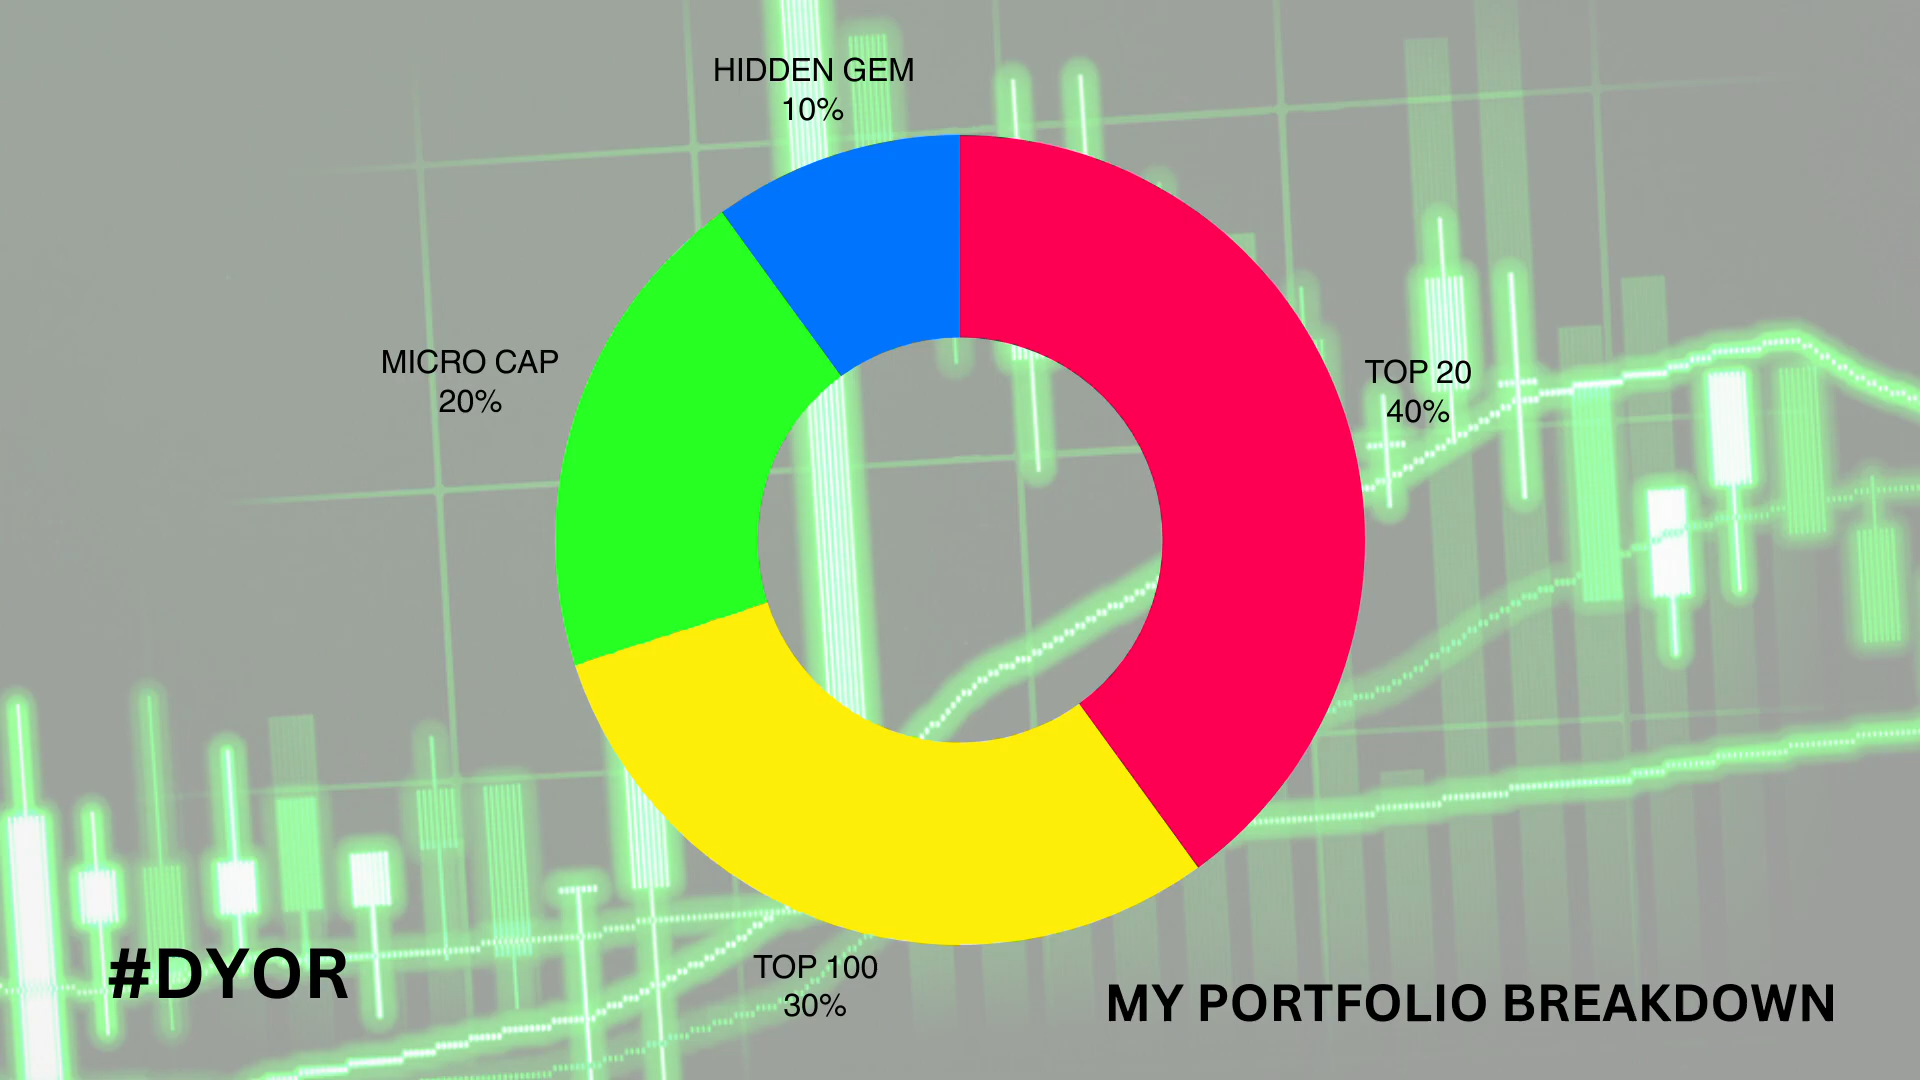 HIDDEN GEM
10%
MICRO CAP
20%
TOP 20
40%
TOP 100
30%
#DYOR
MY PORTFOLIO BREAKDOWN